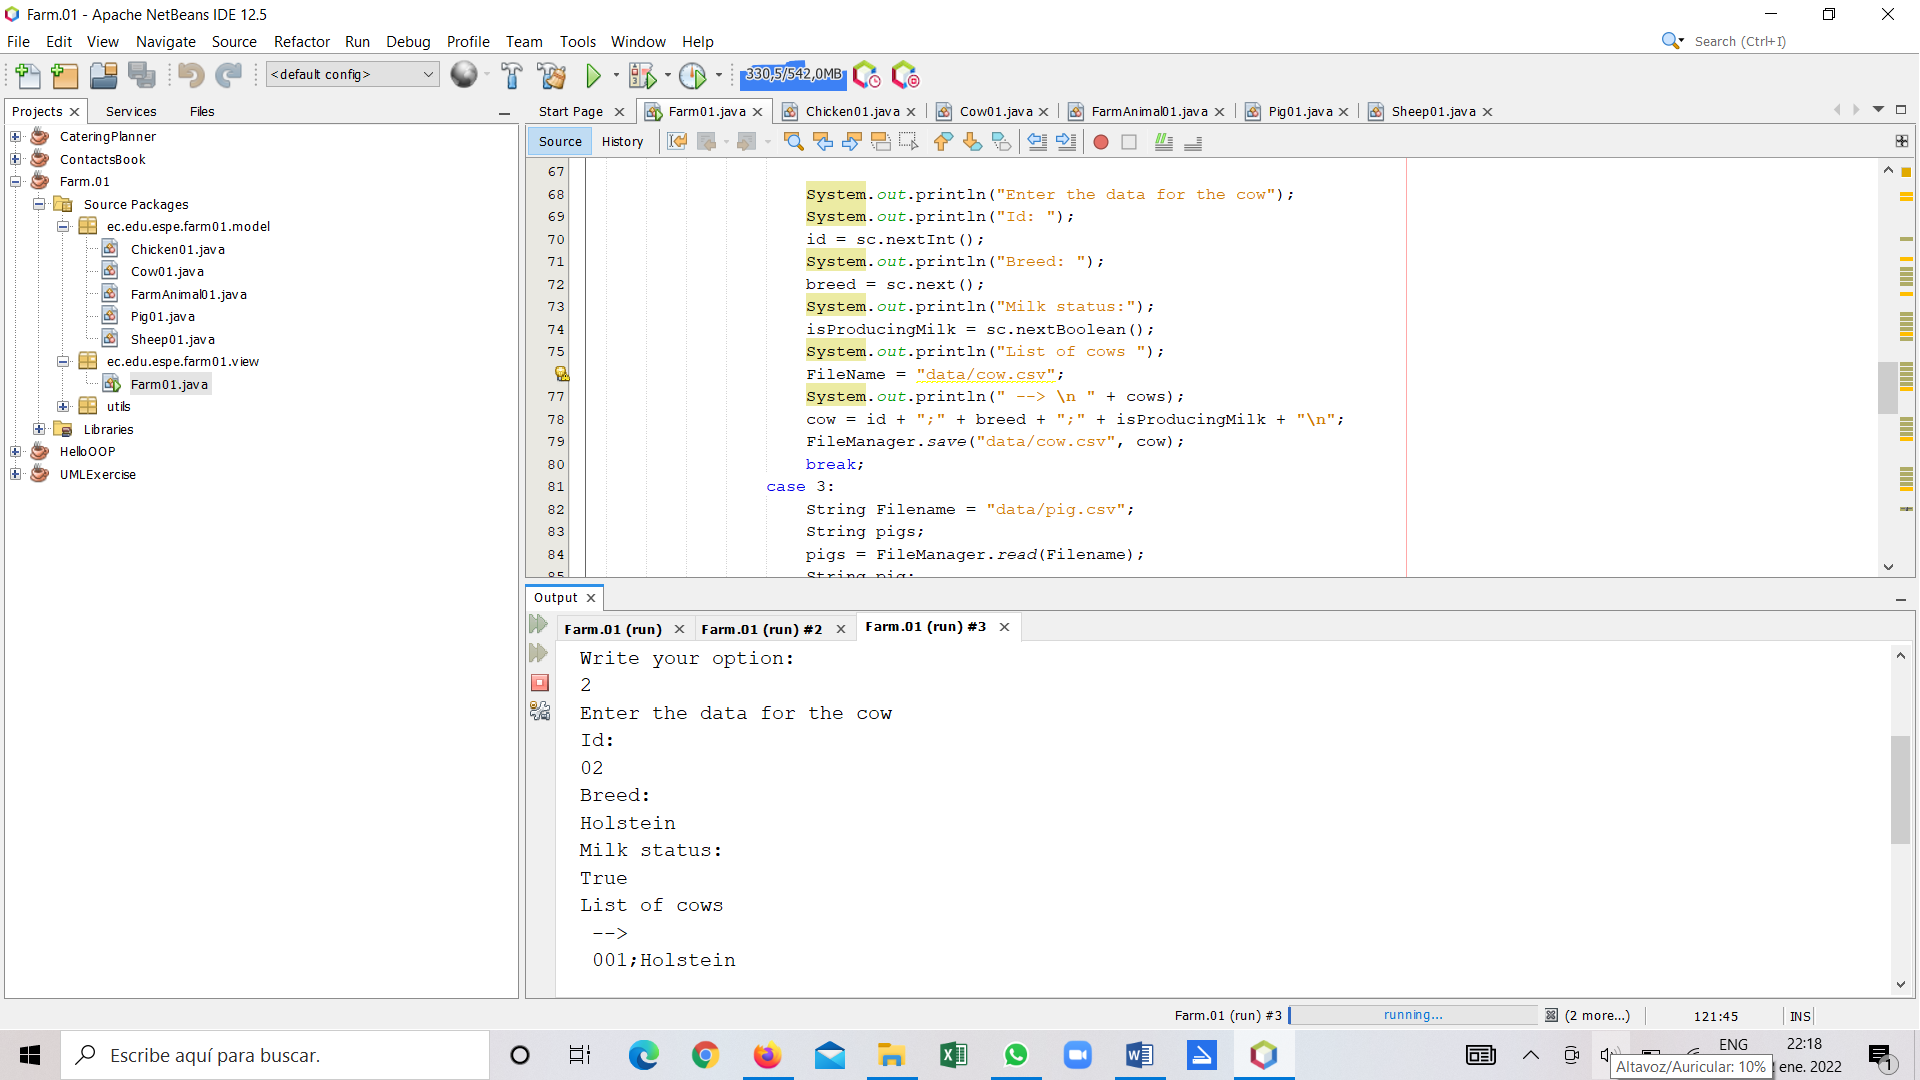 Farm.01 - Apache NetBeans IDE 12.5
File Edit View Navigate Source Refactor Run Debug Profile Team Tools Window Help
Search (Ctrl+I)
<default config>
330,5/542,0MB
Projects Services Files
Start Page Farm01.java Chicken01.java Cow01.java FarmAnimal01.java Pig01.java Sheep01.java
Source History
CateringPlanner
ContactsBook
Farm.01
Source Packages
ec.edu.espe.farm01.model
Chicken01.java
Cow01.java
FarmAnimal01.java
Pig01.java
Sheep01.java
ec.edu.espe.farm01.view
Farm01.java
utils
Libraries
HelloOOP
UMLExercise
67
68 System.out.println("Enter the data for the cow");
69 System.out.println("Id: ");
70 id = sc.nextInt();
71 System.out.println("Breed: ");
72 breed = sc.next();
73 System.out.println("Milk status:");
74 isProducingMilk = sc.nextBoolean();
75 System.out.println("List of cows ");
FileName = "data/cow.csv";
77 System.out.println(" --> \n " + cows);
78 cow = id + ";" + breed + ";" + isProducingMilk + "\n";
79 FileManager.save("data/cow.csv", cow);
80 break;
81 case 3:
82 String Filename = "data/pig.csv";
83 String pigs;
84 pigs = FileManager.read(Filename);
85 String pig;
Output
Farm.01 (run) Farm.01 (run) #2 Farm.01 (run) #3
Write your option:
2
Enter the data for the cow
Id:
02
Breed:
Holstein
Milk status:
True
List of cows
-->
001;Holstein
Farm.01 (run) #3 running... (2 more...) 121:45 INS
Escribe aquí para buscar.
ENG
22:18
ene. 2022
1
Altavoz/Auricular: 10%